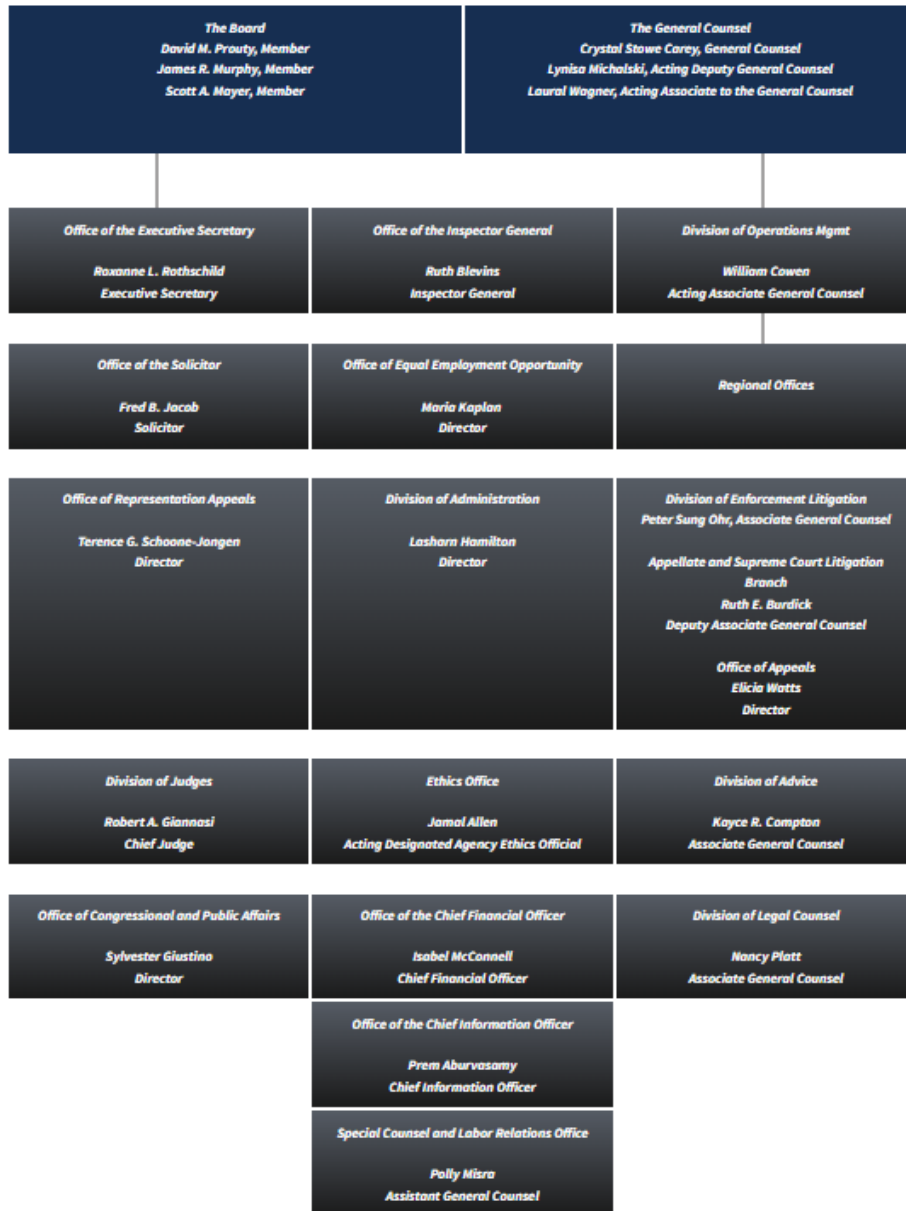 The Board
David M. Prouty, Member
James R. Murphy, Member
Scott A. Mayer, Member
The General Counsel
Crystal Stowe Carey, General Counsel
Lynisa Michalski, Acting Deputy General Counsel
Laural Wagner, Acting Associate to the General Counsel
Office of the Executive Secretary
Roxanne L. Rothschild
Executive Secretary
Office of the Inspector General
Ruth Blevins
Inspector General
Division of Operations Mgmt
William Cowen
Acting Associate General Counsel
Office of the Solicitor
Fred B. Jacob
Solicitor
Office of Equal Employment Opportunity
Maria Kaplan
Director
Regional Offices
Office of Representation Appeals
Terence G. Schoone-Jongen
Director
Division of Administration
Lasharn Hamilton
Director
Division of Enforcement Litigation
Peter Sung Ohr, Associate General Counsel
Appellate and Supreme Court Litigation
Branch
Ruth E. Burdick
Deputy Associate General Counsel
Office of Appeals
Elicia Watts
Director
Division of Judges
Robert A. Giannasi
Chief Judge
Ethics Office
Jamal Allen
Acting Designated Agency Ethics Official
Division of Advice
Kayce R. Compton
Associate General Counsel
Office of Congressional and Public Affairs
Sylvester Giustino
Director
Office of the Chief Financial Officer
Isabel McConnell
Chief Financial Officer
Division of Legal Counsel
Nancy Platt
Associate General Counsel
Office of the Chief Information Officer
Prem Aburvasamy
Chief Information Officer
Special Counsel and Labor Relations Office
Polly Misra
Assistant General Counsel